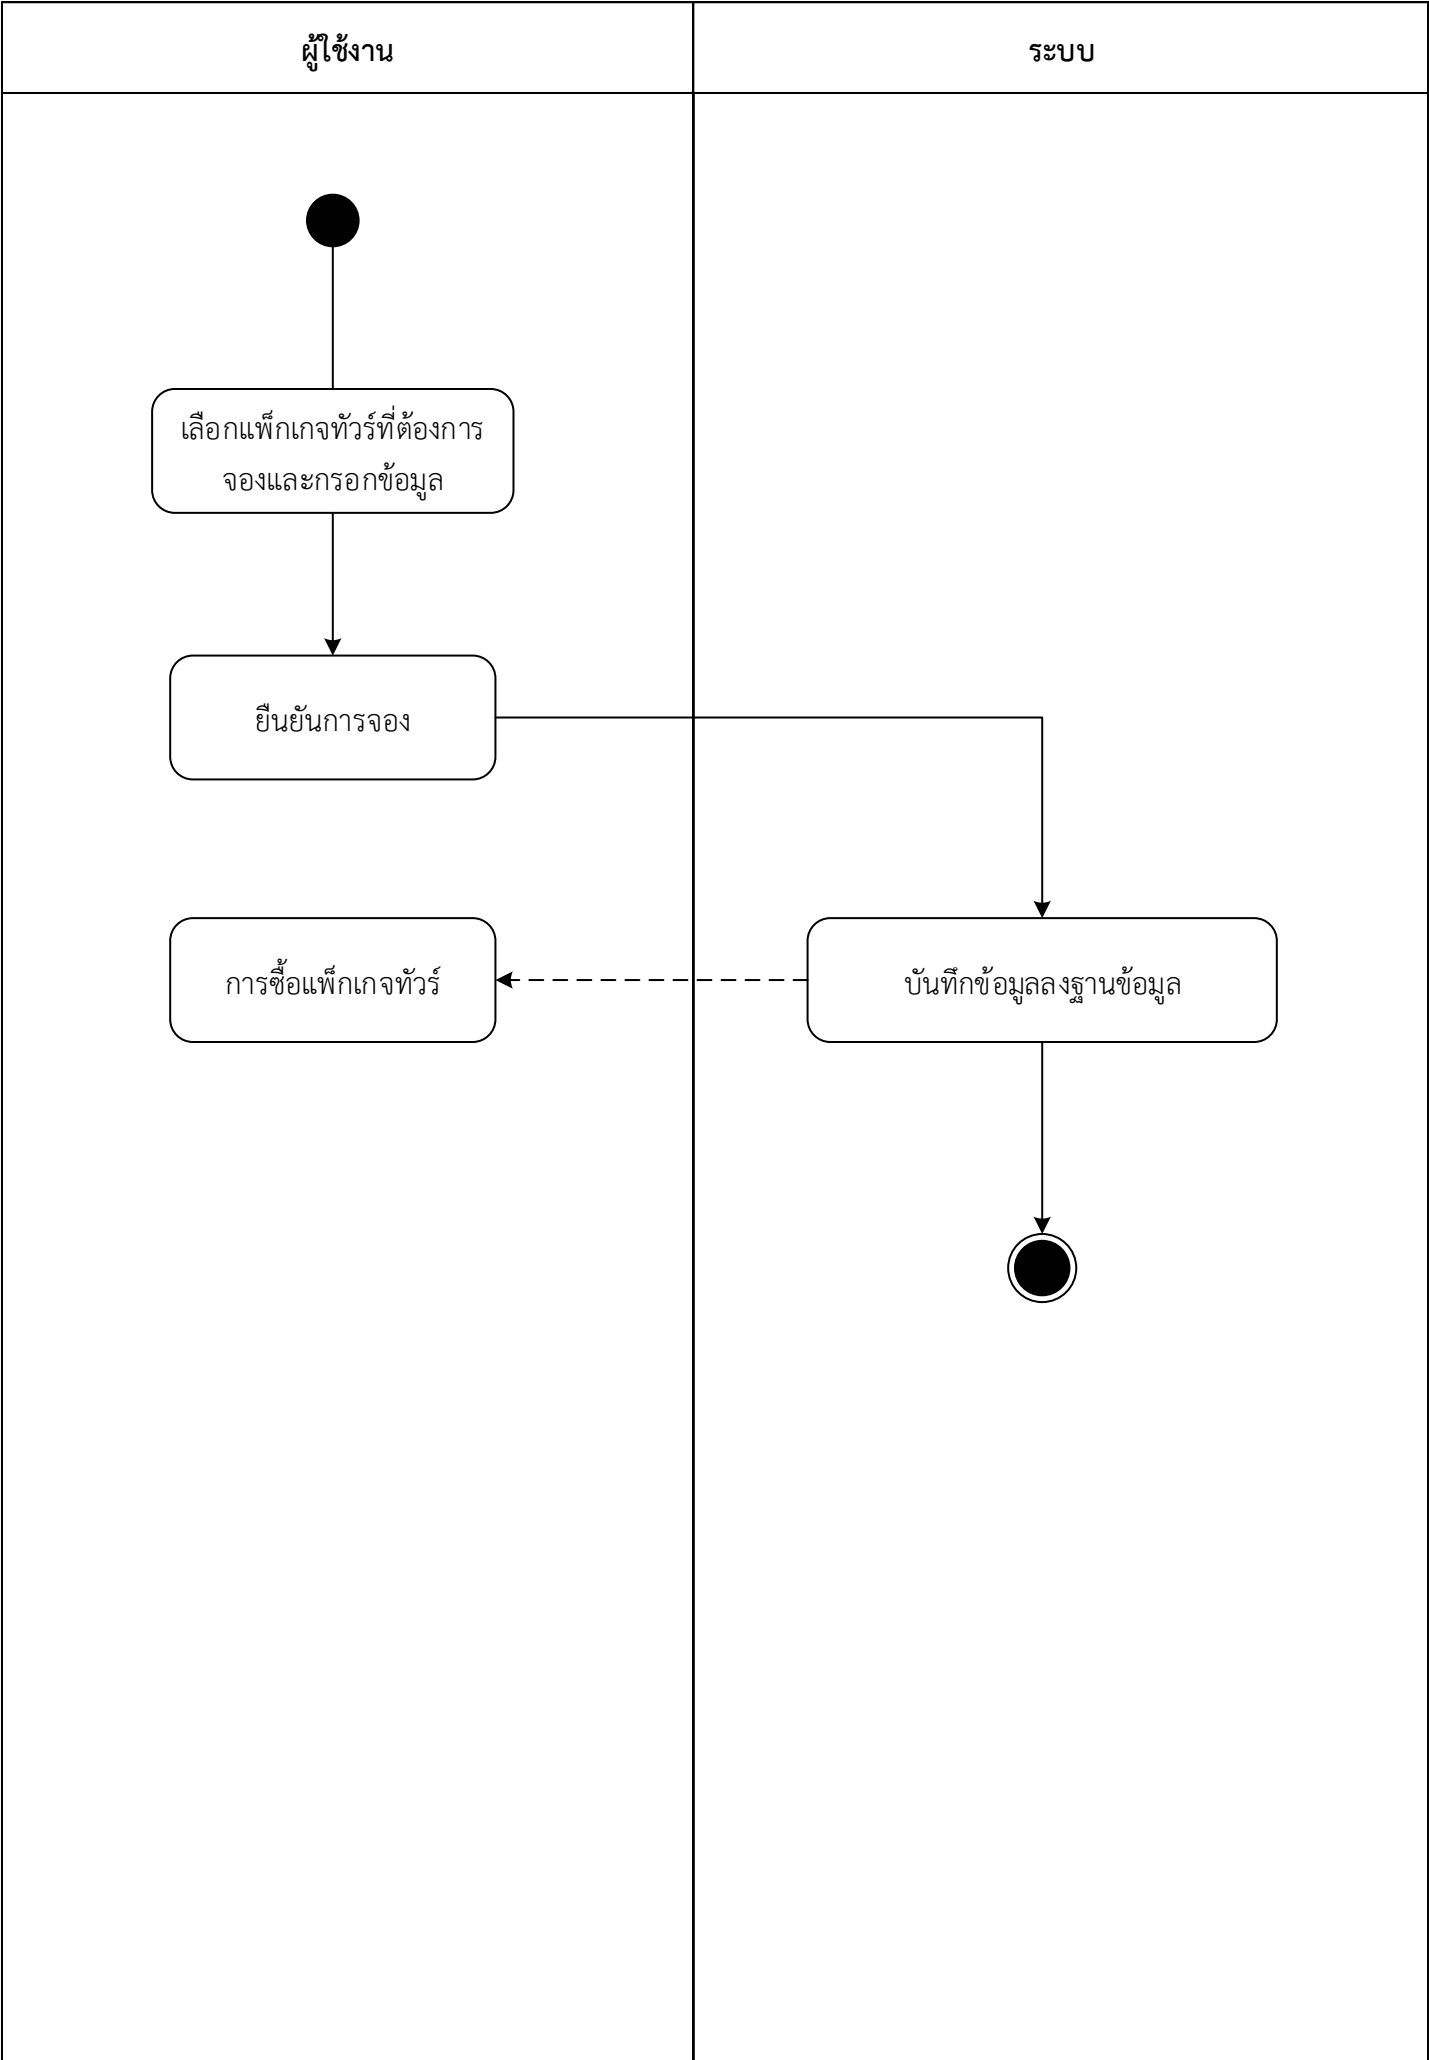 ผู้ใช้งาน
ระบบ
เลือกแพ็กเกจทัวร์ที่ต้องการ
จองและกรอกข้อมูล
ยืนยันการจอง
การซื้อแพ็กเกจทัวร์
บันทึกข้อมูลลงฐานข้อมูล